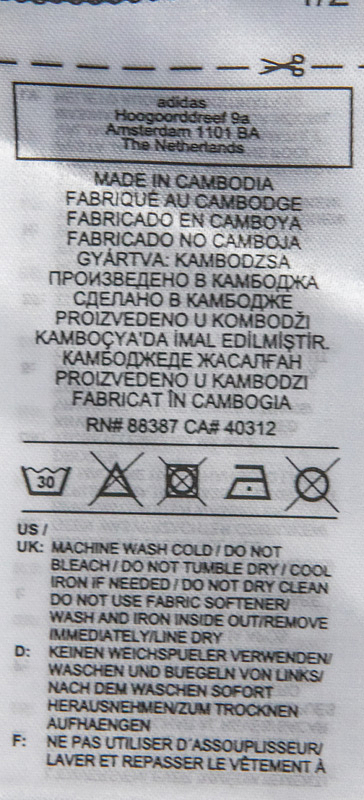 adidas
Hoogoorddreef 9a
Amsterdam 1101 BA
The Netherlands
MADE IN CAMBODIA
FABRIQUÉ AU CAMBODGE
FABRICADO EN CAMBOYA
FABRICADO NO CAMBOJA
GYÁRTVA: KAMBODZSA
ПРОИЗВЕДЕНО В КАМБОДЖА
СДЕЛАНО В КАМБОДЖЕ
PROIZVEDENO U KOMBODŽI
KAMBOÇYA'DA İMAL EDİLMİŞTİR.
КАМБОДЖЕДЕ ЖАСАЛҒАН
PROIZVEDENO U KAMBODZI
FABRICAT ÎN CAMBOGIA
RN# 88387 CA# 40312
30
US /
UK: MACHINE WASH COLD / DO NOT
BLEACH / DO NOT TUMBLE DRY / COOL
IRON IF NEEDED / DO NOT DRY CLEAN
DO NOT USE FABRIC SOFTENER/
WASH AND IRON INSIDE OUT/REMOVE
IMMEDIATELY/LINE DRY
D: KEINEN WEICHSPUELER VERWENDEN/
WASCHEN UND BUEGELN VON LINKS/
NACH DEM WASCHEN SOFORT
HERAUSNEHMEN/ZUM TROCKNEN
AUFHAENGEN
F: NE PAS UTILISER D'ASSOUPLISSEUR/
LAVER ET REPASSER LE VÊTEMENT À